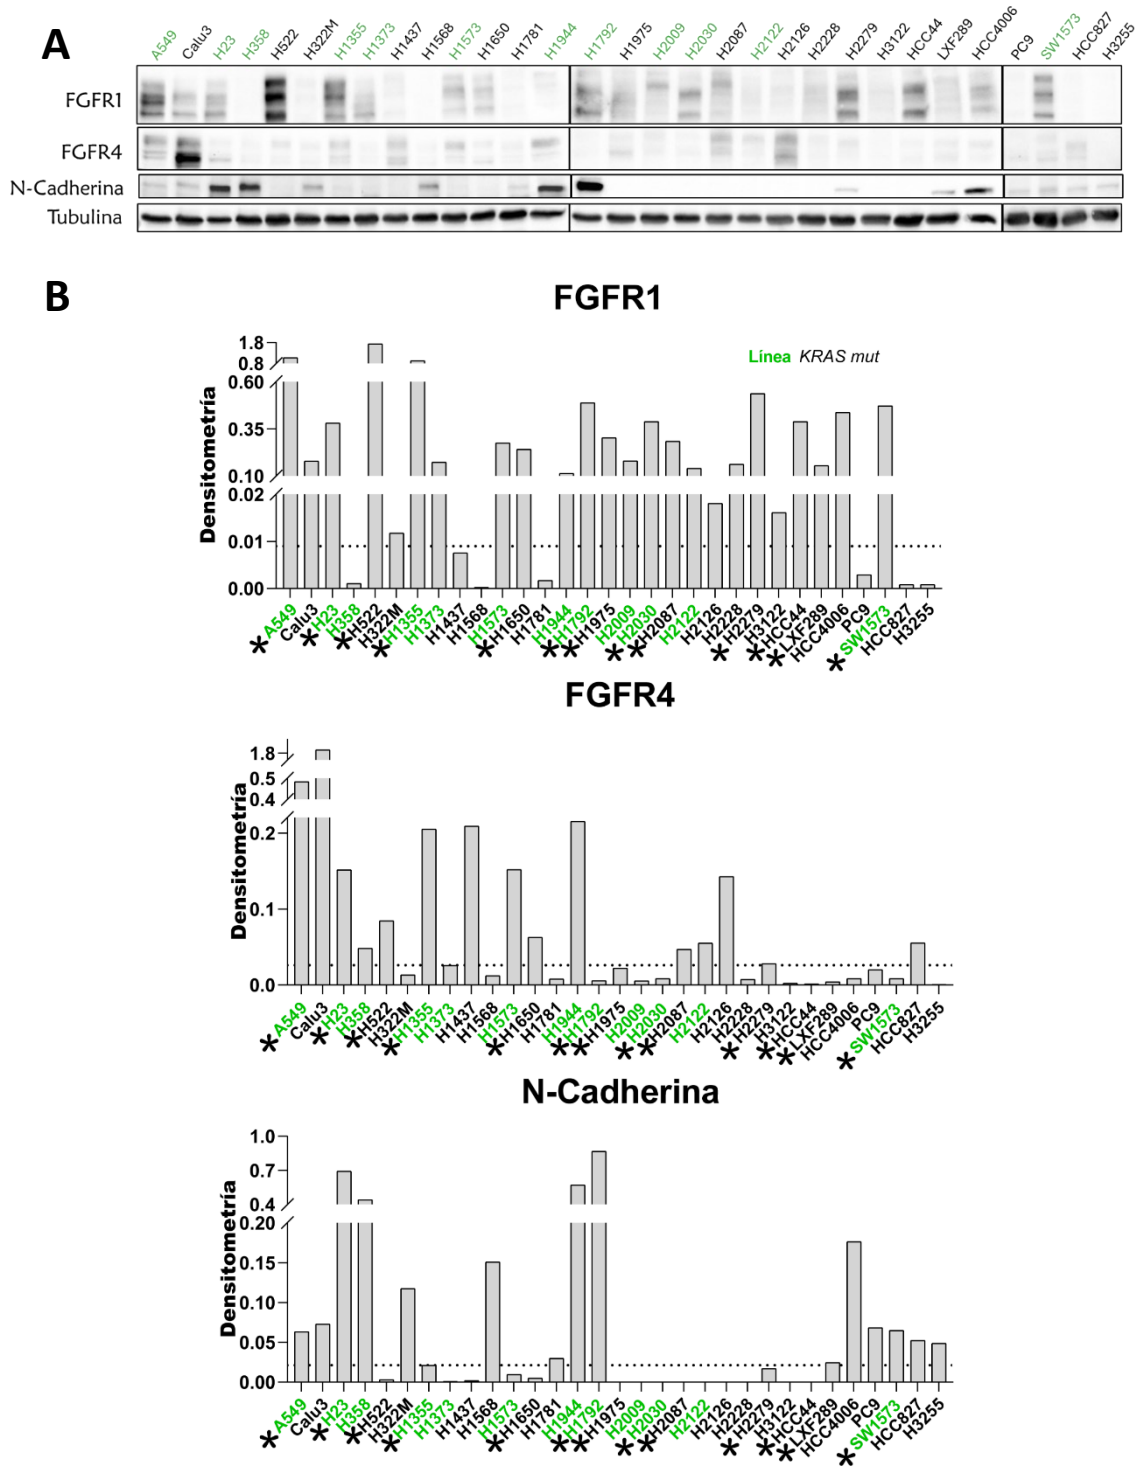 A
A549 Calu3 H23 H358 H522 H322M H1355 H1373 H1437 H1568 H1573 H1650 H1781 H1944 H1792 H1975 H2009 H2030 H2087 H2122 H2126 H2228 H2279 H3122 HCC44 LXF289 HCC4006 PC9 SW1573 HCC827 H3255
FGFR1
FGFR4
N-Cadherina
Tubulina
B
FGFR1
Línea KRAS mut
Densitometría
1.8
0.8
0.60
0.35
0.10
0.02
0.01
0.00
* A549 Calu3 * H23 H358 * H522 H322M * H1355 H1373 H1437 H1568 H1573 * H1650 H1781 H1944 * H1792 * H1975 H2009 * H2030 * H2087 H2122 H2126 H2228 * H2279 H3122 * HCC44 * LXF289 HCC4006 PC9 * SW1573 HCC827 H3255
FGFR4
Densitometría
1.8
0.5
0.4
0.2
0.1
0.0
* A549 Calu3 * H23 H358 * H522 H322M * H1355 H1373 H1437 H1568 H1573 * H1650 H1781 H1944 * H1792 * H1975 H2009 * H2030 * H2087 H2122 H2126 H2228 * H2279 H3122 * HCC44 * LXF289 HCC4006 PC9 * SW1573 HCC827 H3255
N-Cadherina
Densitometría
1.0
0.7
0.4
0.20
0.15
0.10
0.05
0.00
* A549 Calu3 * H23 H358 * H522 H322M * H1355 H1373 H1437 H1568 H1573 * H1650 H1781 H1944 * H1792 * H1975 H2009 * H2030 * H2087 H2122 H2126 H2228 * H2279 H3122 * HCC44 * LXF289 HCC4006 PC9 * SW1573 HCC827 H3255